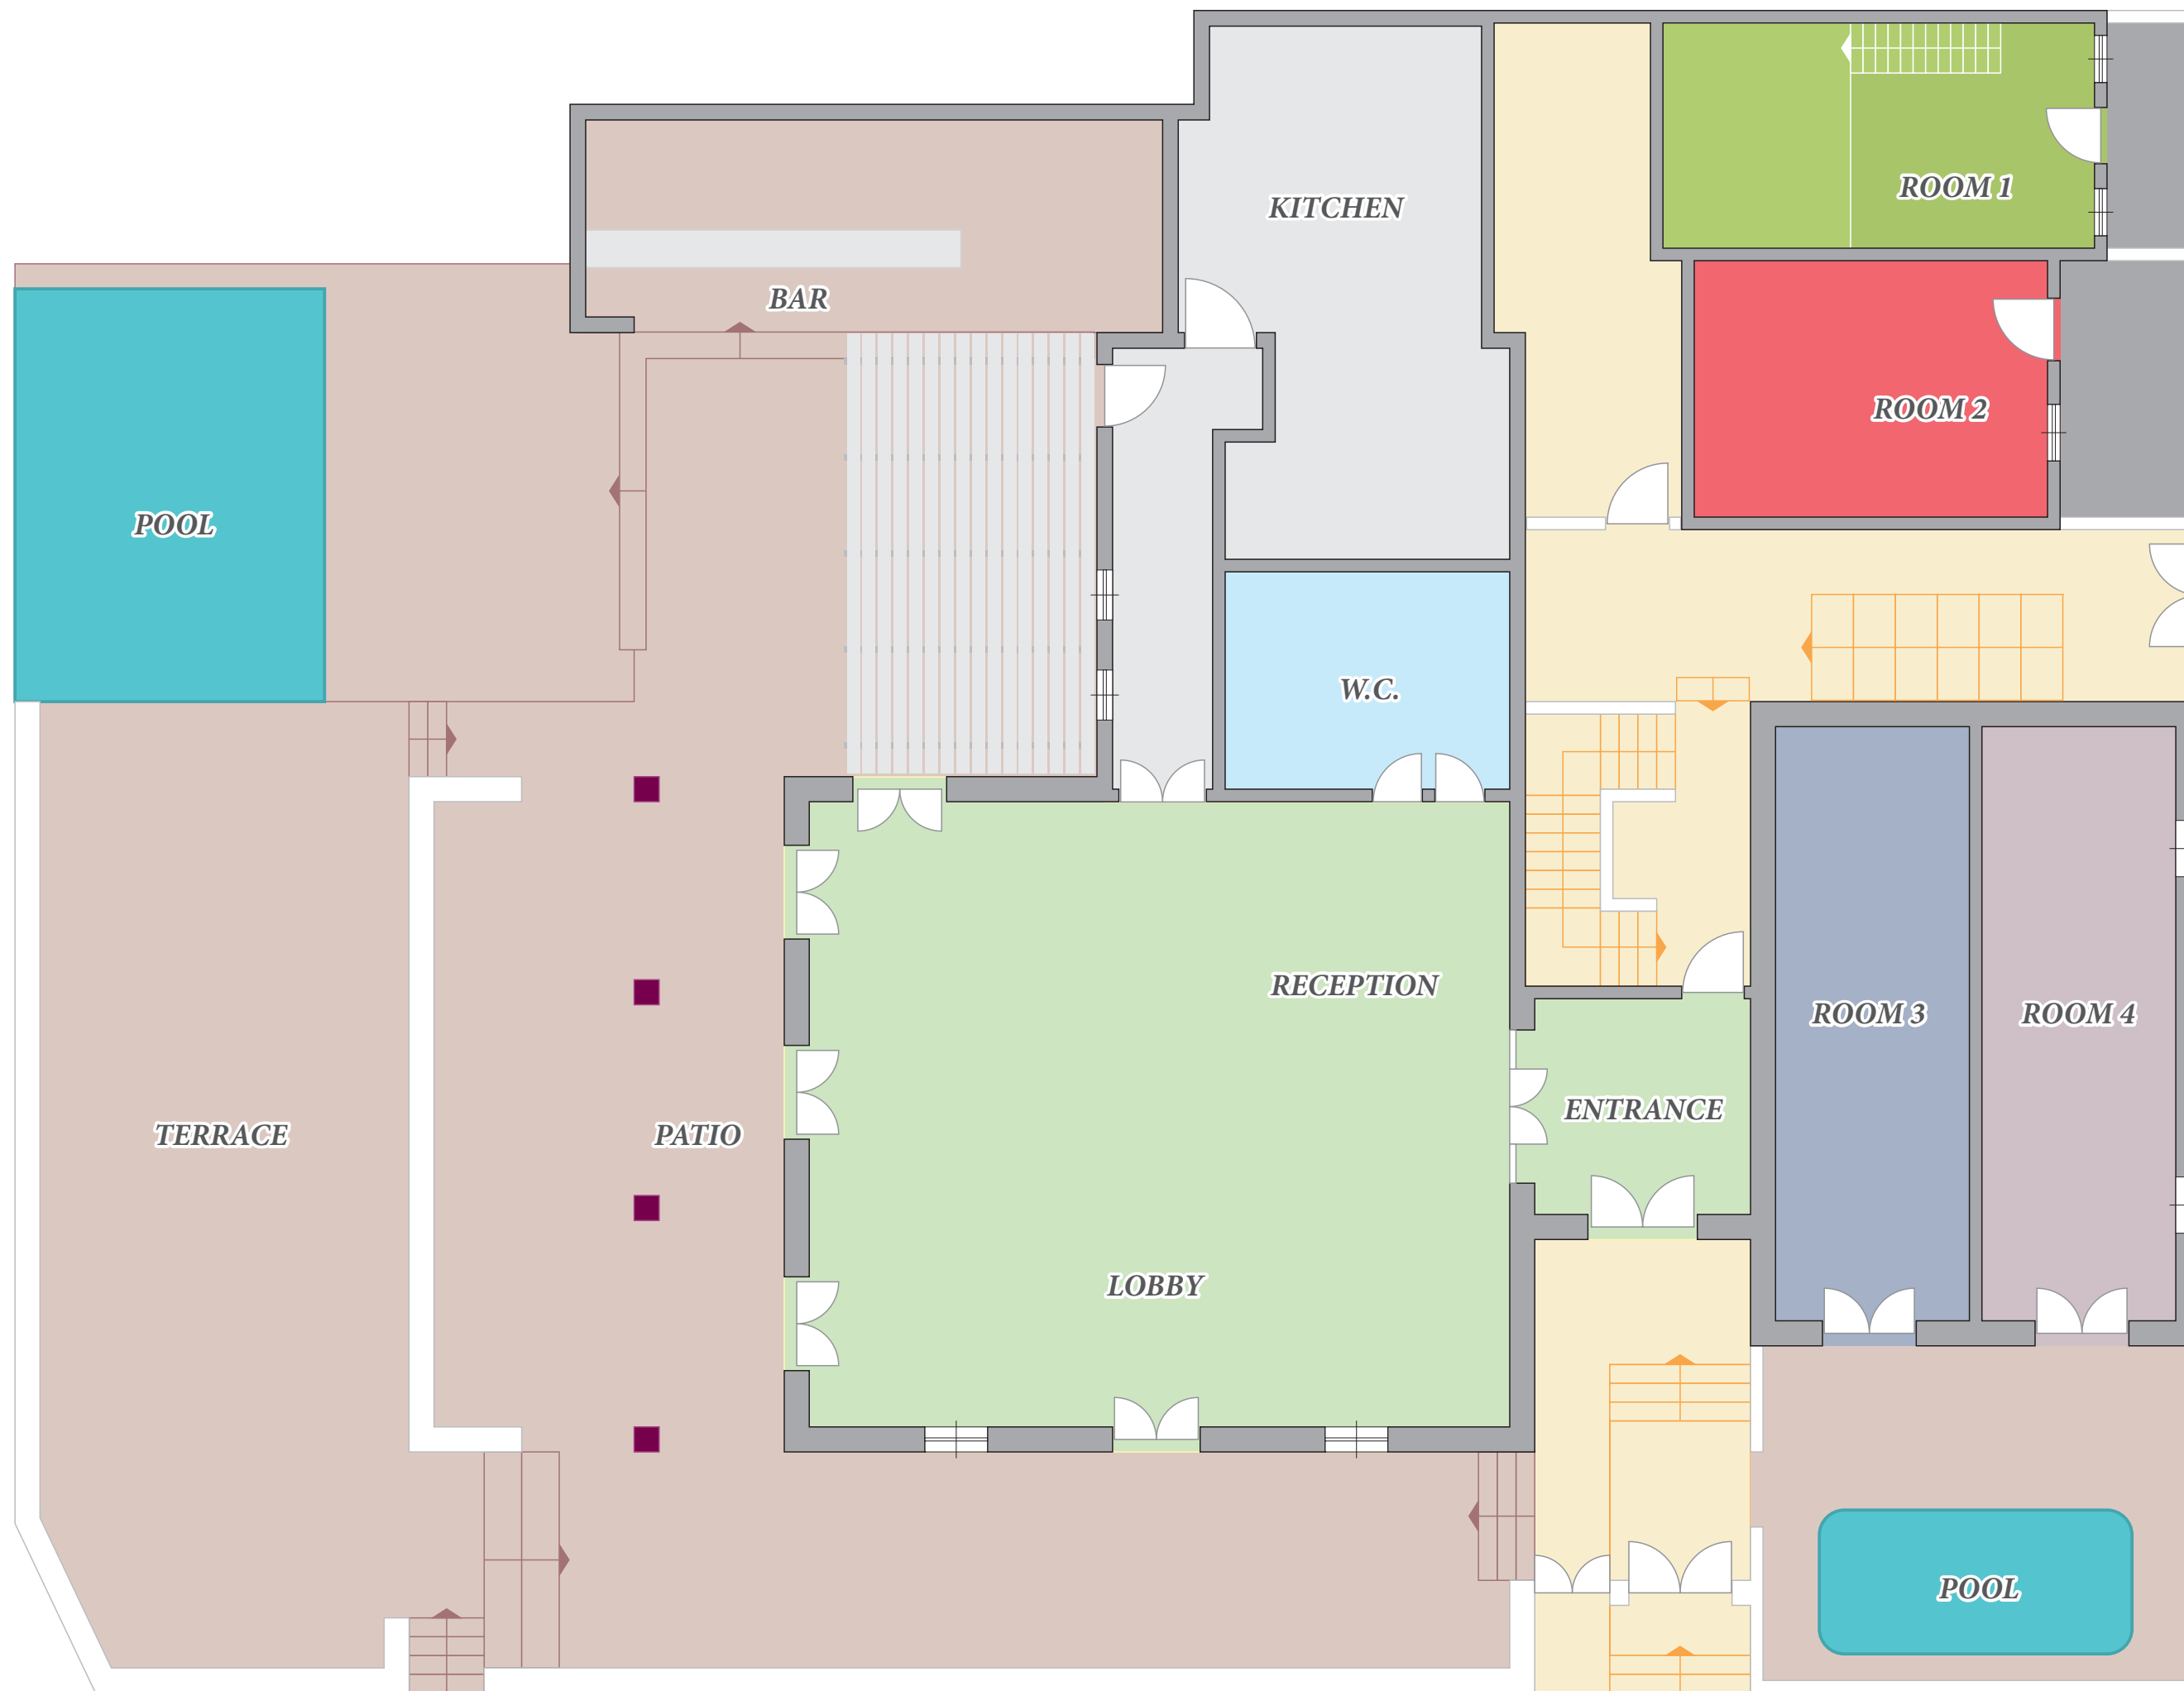 ROOM 1
KITCHEN
BAR
ROOM 2
POOL
W.C.
RECEPTION
ROOM 3
ROOM 4
ENTRANCE
TERRACE
PATIO
LOBBY
POOL